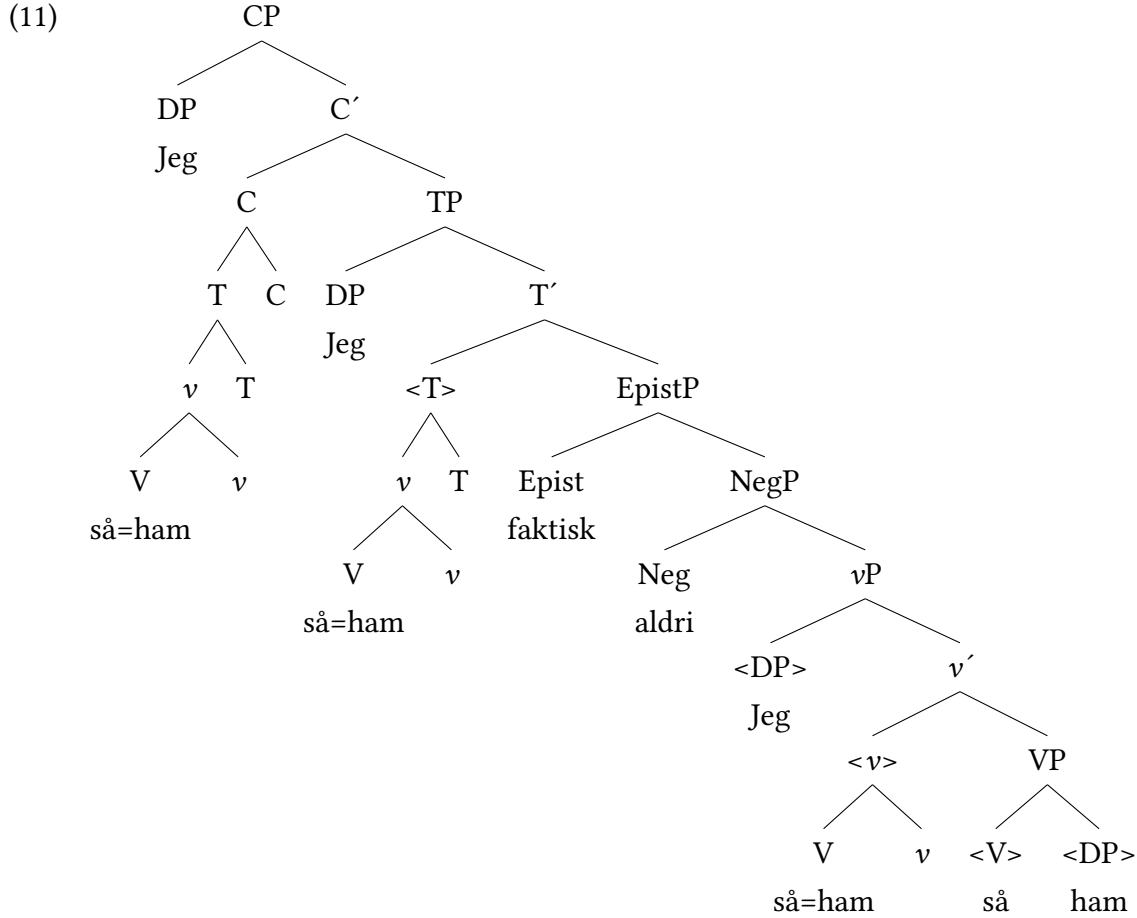 (11) CP
DP C´
Jeg
C TP
T C DP T´
Jeg
v T <T> EpistP
V v v T Epist NegP
så=ham faktisk
V v Neg vP
så=ham aldri
<DP> v´
Jeg
<v> VP
V v <V> <DP>
så=ham så ham